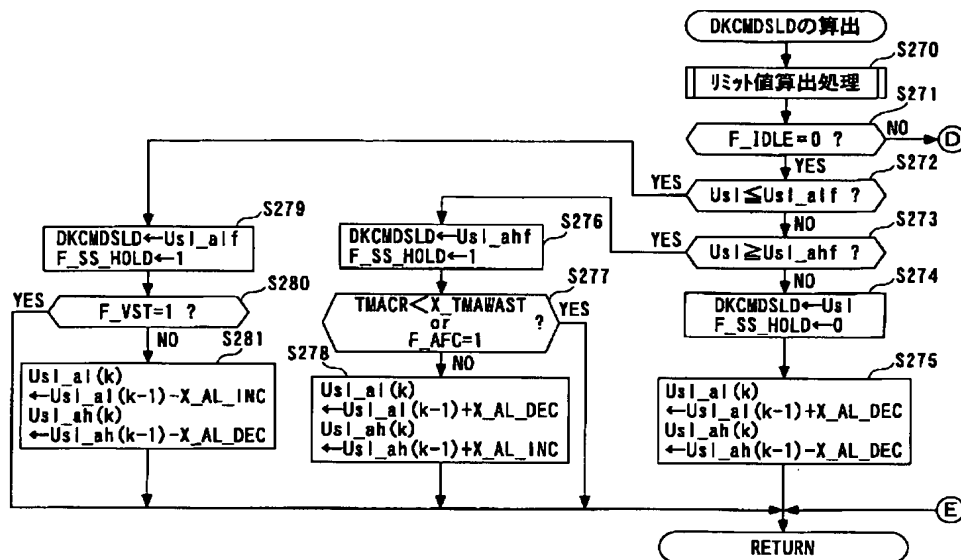 DKCMDSLDの算出
S270
リミット値算出処理
S271
F_IDLE=0 ?
NO
D
YES
S272
Usl≦Usl_alf ?
YES
NO
S273
Usl≧Usl_ahf ?
YES
NO
S274
DKCMDSLD←Usl
F_SS_HOLD←0
S275
Usl_al(k)
←Usl_al(k-1)+X_AL_DEC
Usl_ah(k)
←Usl_ah(k-1)-X_AL_DEC
S276
DKCMDSLD←Usl_ahf
F_SS_HOLD←1
S277
TMACR<X_TMAWAST
or ?
F_AFC=1
YES
NO
S278
Usl_al(k)
←Usl_al(k-1)+X_AL_DEC
Usl_ah(k)
←Usl_ah(k-1)+X_AL_INC
S279
DKCMDSLD←Usl_alf
F_SS_HOLD←1
S280
F_VST=1 ?
YES
NO
S281
Usl_al(k)
←Usl_al(k-1)-X_AL_INC
Usl_ah(k)
←Usl_ah(k-1)-X_AL_DEC
E
RETURN